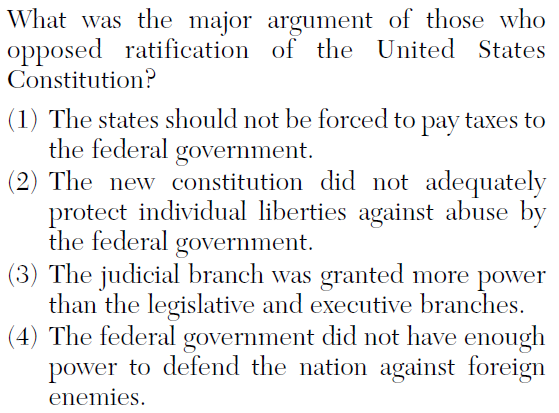 What was the major argument of those who
opposed ratification of the United States
Constitution?
(1) The states should not be forced to pay taxes to
the federal government.
(2) The new constitution did not adequately
protect individual liberties against abuse by
the federal government.
(3) The judicial branch was granted more power
than the legislative and executive branches.
(4) The federal government did not have enough
power to defend the nation against foreign
enemies.